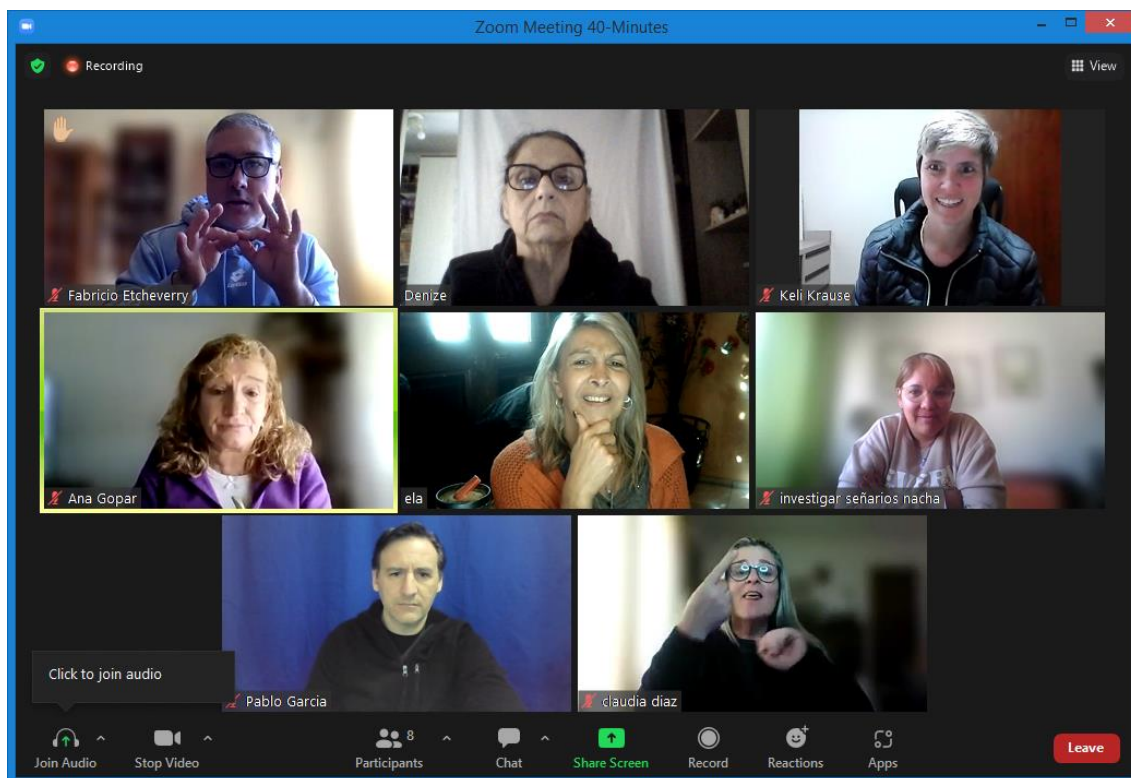 Zoom Meeting 40-Minutes
Recording
View
Fabricio Etcheverry
Denize
Keli Krause
Ana Gopar
ela
investigar señarios nacha
Pablo Garcia
claudia diaz
Click to join audio
Join Audio
Stop Video
Participants
8
Chat
Share Screen
Record
Reactions
Apps
Leave